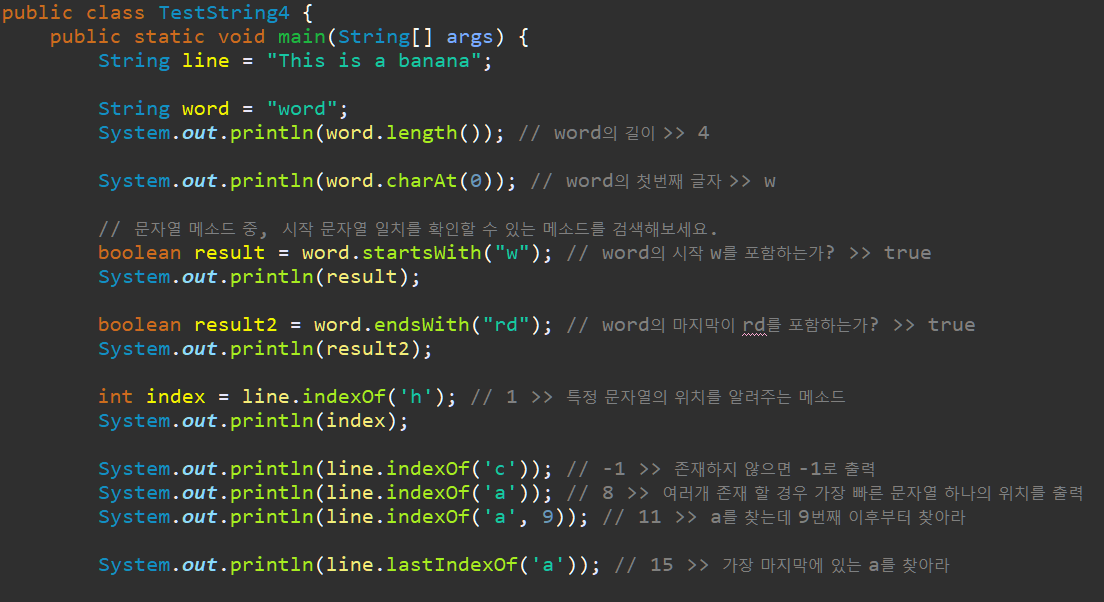 public class TestString4 {
public static void main(String[] args) {
String line = "This is a banana";
String word = "word";
System.out.println(word.length()); // word의 길이 >> 4
System.out.println(word.charAt(0)); // word의 첫번째 글자 >> w
// 문자열 메소드 중, 시작 문자열 일치를 확인할 수 있는 메소드를 검색해보세요.
boolean result = word.startsWith("w"); // word의 시작 w를 포함하는가? >> true
System.out.println(result);
boolean result2 = word.endsWith("rd"); // word의 마지막이 rd를 포함하는가? >> true
System.out.println(result2);
int index = line.indexOf('h'); // 1 >> 특정 문자열의 위치를 알려주는 메소드
System.out.println(index);
System.out.println(line.indexOf('c')); // -1 >> 존재하지 않으면 -1로 출력
System.out.println(line.indexOf('a')); // 8 >> 여러개 존재 할 경우 가장 빠른 문자열 하나의 위치를 출력
System.out.println(line.indexOf('a', 9)); // 11 >> a를 찾는데 9번째 이후부터 찾아라
System.out.println(line.lastIndexOf('a')); // 15 >> 가장 마지막에 있는 a를 찾아라